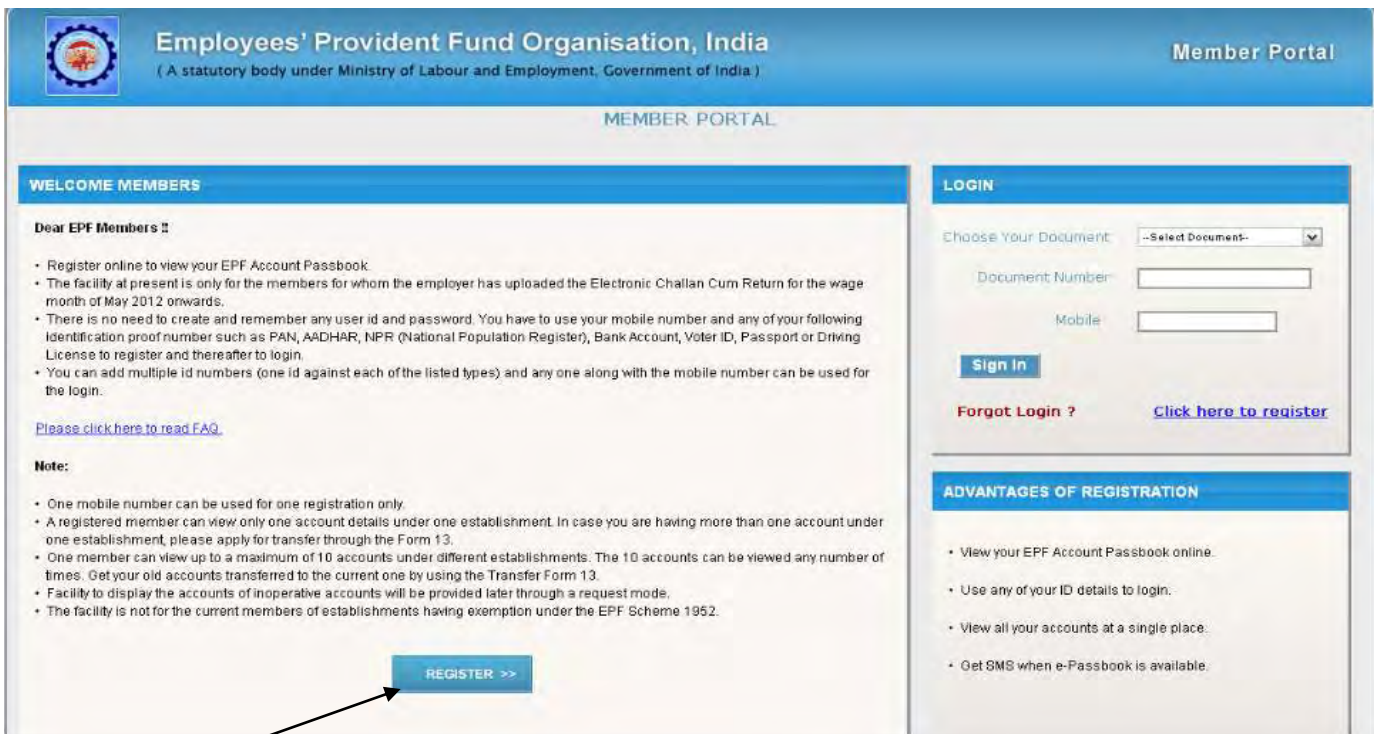 Employees' Provident Fund Organisation, India
( A statutory body under Ministry of Labour and Employment, Government of India )
Member Portal
MEMBER PORTAL
WELCOME MEMBERS
Dear EPF Members !!
• Register online to view your EPF Account Passbook.
• The facility at present is only for the members for whom the employer has uploaded the Electronic Challan Cum Return for the wage
month of May 2012 onwards.
• There is no need to create and remember any user id and password. You have to use your mobile number and any of your following
identification proof number such as PAN, AADHAR, NPR (National Population Register), Bank Account, Voter ID, Passport or Driving
License to register and thereafter to login.
• You can add multiple id numbers (one id against each of the listed types) and any one along with the mobile number can be used for
the login.
Please click here to read FAQ.
Note:
• One mobile number can be used for one registration only.
• A registered member can view only one account details under one establishment. In case you are having more than one account under
one establishment, please apply for transfer through the Form 13.
• One member can view up to a maximum of 10 accounts under different establishments. The 10 accounts can be viewed any number of
times. Get your old accounts transferred to the current one by using the Transfer Form 13.
• Facility to display the accounts of inoperative accounts will be provided later through a request mode.
• The facility is not for the current members of establishments having exemption under the EPF Scheme 1952.
REGISTER >>
LOGIN
Choose Your Document --Select Document--
Document Number
Mobile
Sign In
Forgot Login ? Click here to register
ADVANTAGES OF REGISTRATION
• View your EPF Account Passbook online.
• Use any of your ID details to login.
• View all your accounts at a single place.
• Get SMS when e-Passbook is available.